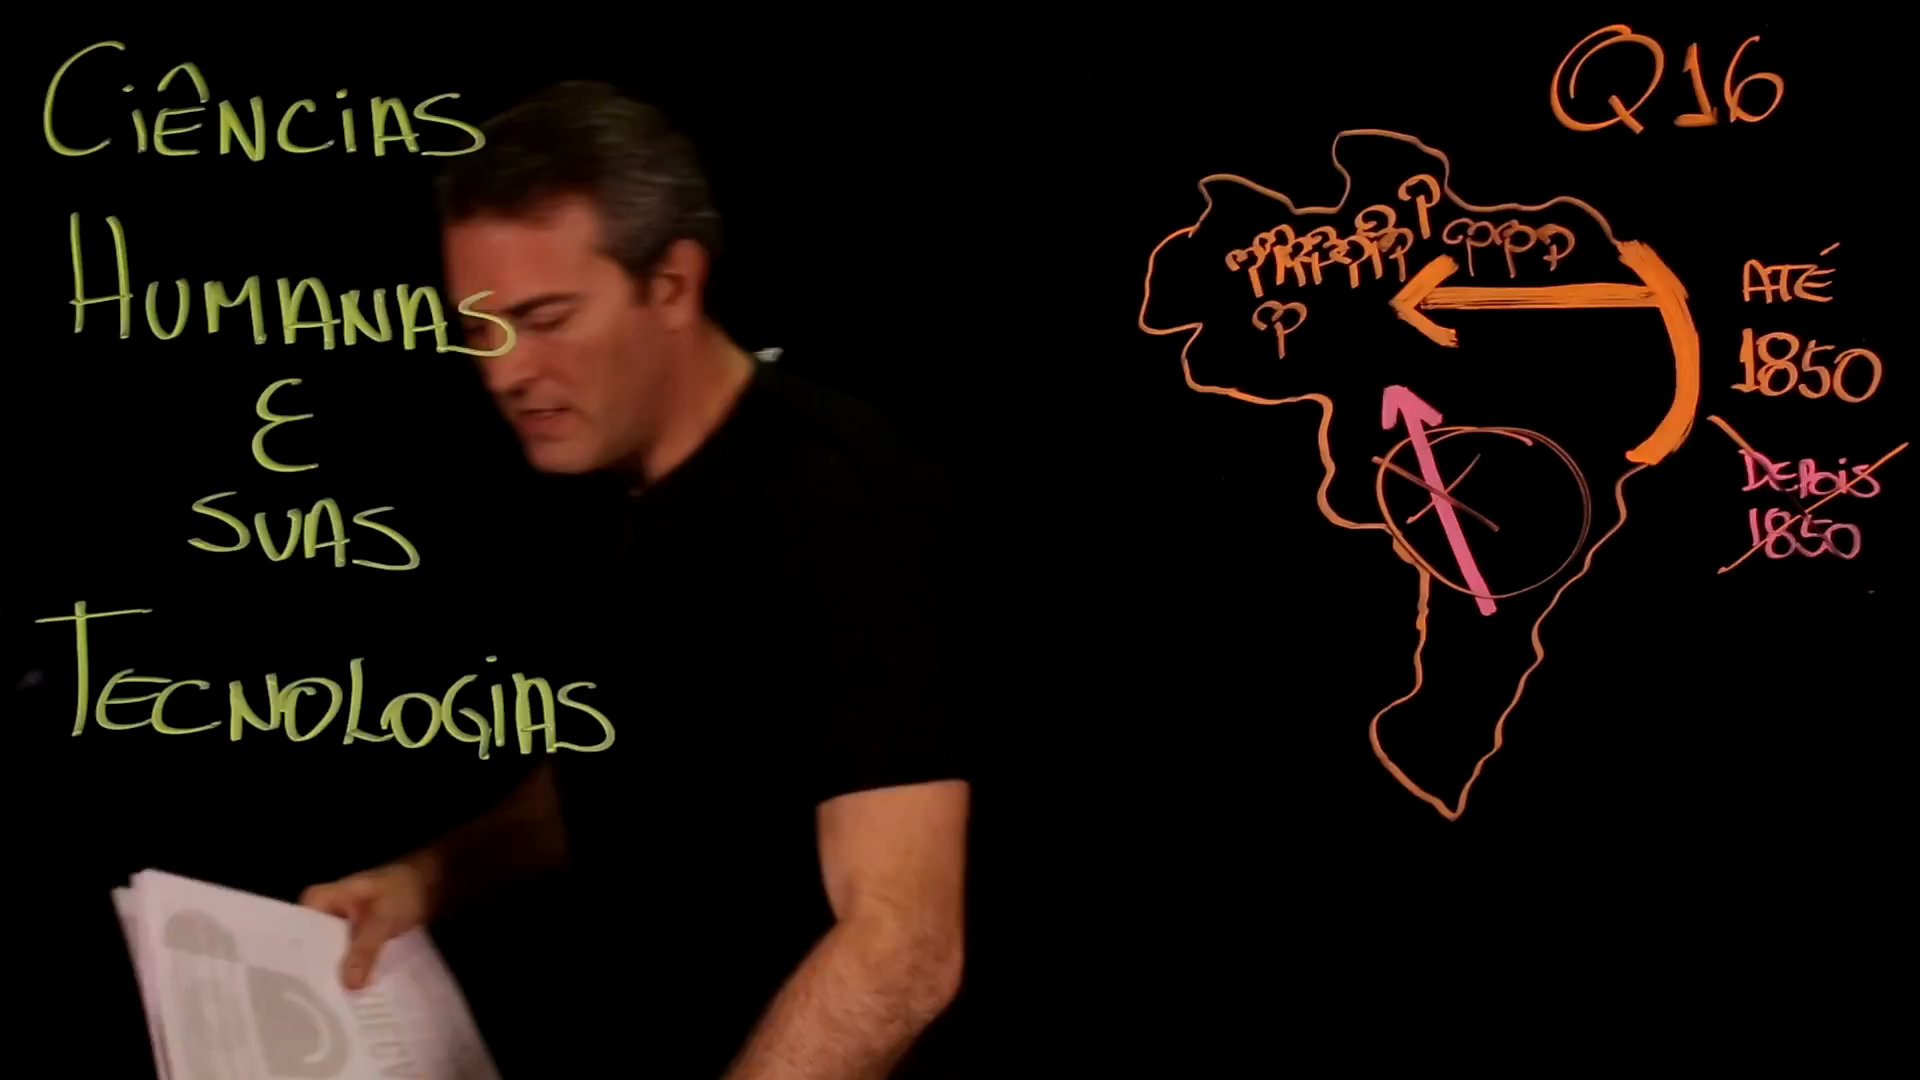 Ciências
Humanas
E
suas
Tecnologias
Q16
Até
1850
Depois
1850